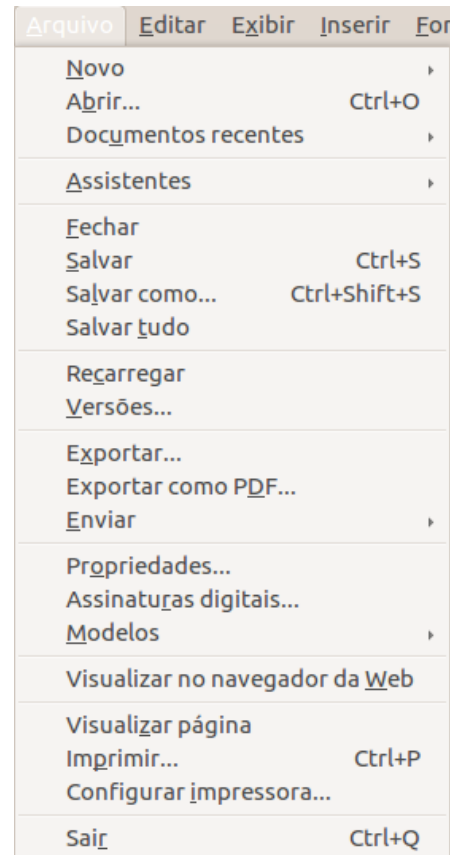 Arquivo Editar Exibir Inserir For
Novo
Abrir... Ctrl+O
Documentos recentes
Assistentes
Fechar
Salvar Ctrl+S
Salvar como... Ctrl+Shift+S
Salvar tudo
Recarregar
Versões...
Exportar...
Exportar como PDF...
Enviar
Propriedades...
Assinaturas digitais...
Modelos
Visualizar no navegador da Web
Visualizar página
Imprimir... Ctrl+P
Configurar impressora...
Sair Ctrl+Q